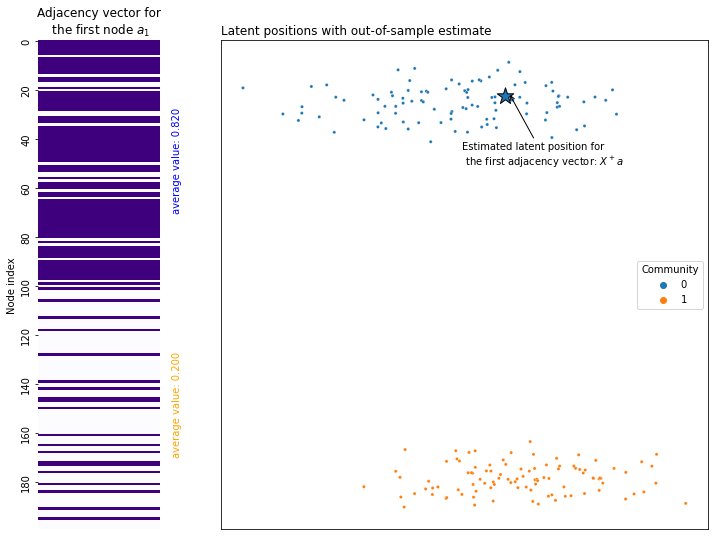 Adjacency vector for
the first node a₁
Latent positions with out-of-sample estimate
0
20
40
60
80
100
120
140
160
180
Node index
average value: 0.820
average value: 0.200
Estimated latent position for
the first adjacency vector: X⁺a
Community
0
1